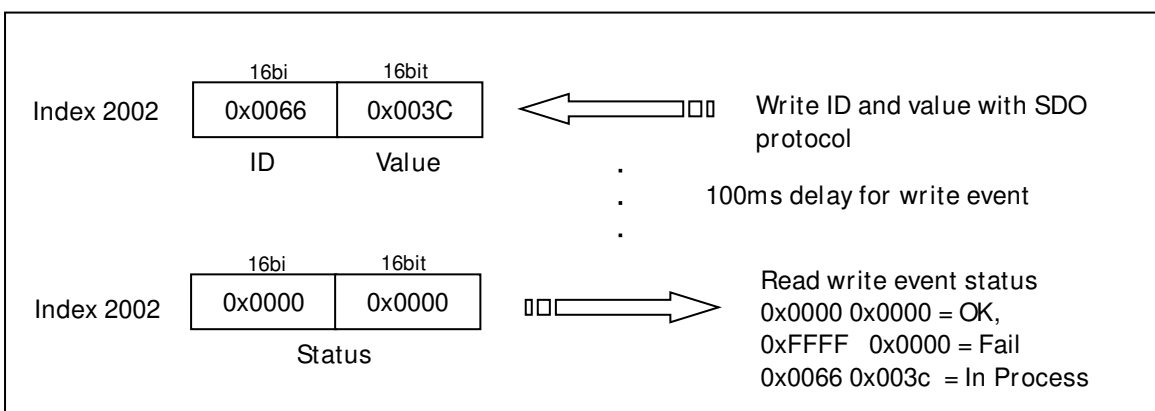 16bi 16bit
Index 2002 0x0066 0x003C Write ID and value with SDO
protocol
ID Value
100ms delay for write event
16bi 16bit
Index 2002 0x0000 0x0000 Read write event status
0x0000 0x0000 = OK,
Status 0xFFFF 0x0000 = Fail
0x0066 0x003c = In Process